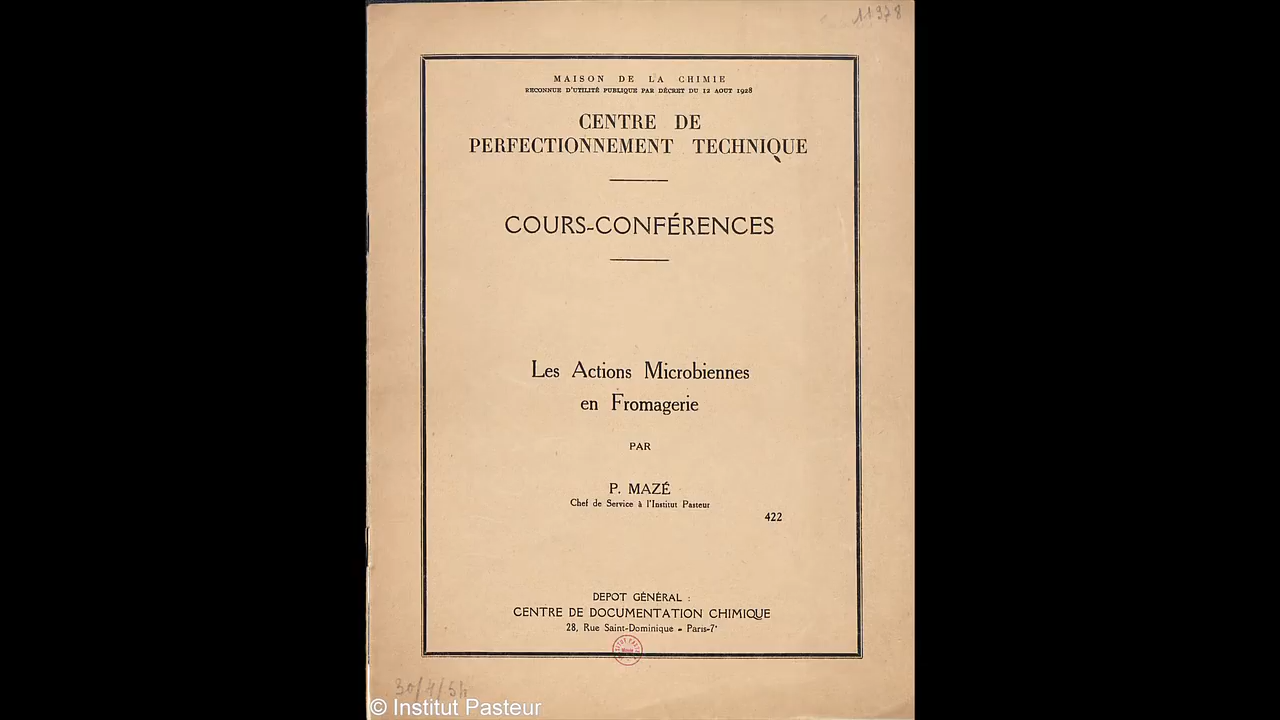 11378
MAISON DE LA CHIMIE
RECONNUE D'UTILITÉ PUBLIQUE PAR DÉCRET DU 12 AOUT 1928
CENTRE DE
PERFECTIONNEMENT TECHNIQUE
COURS-CONFÉRENCES
Les Actions Microbiennes
en Fromagerie
PAR
P. MAZÉ
Chef de Service à l'Institut Pasteur
422
DEPOT GÉNÉRAL :
CENTRE DE DOCUMENTATION CHIMIQUE
28, Rue Saint-Dominique - Paris-7ᵉ
© Institut Pasteur